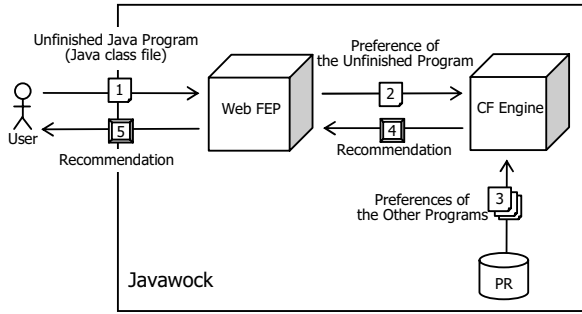 Unfinished Java Program
(Java class file)
1
User
5
Recommendation
Web FEP
Preference of
the Unfinished Program
2
4
Recommendation
CF Engine
Preferences of
the Other Programs
3
PR
Javawock